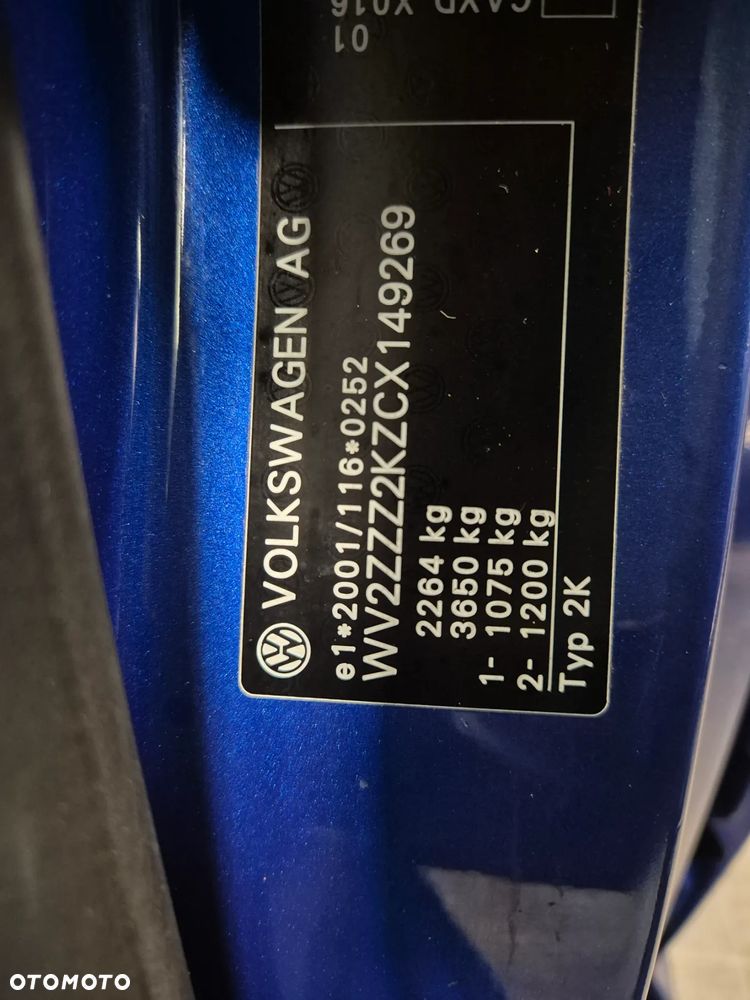 VOLKSWAGEN AG
e1*2001/116*0252
WV2ZZZ2KZCX149269
2264 kg
3650 kg
1- 1075 kg
2- 1200 kg
Typ 2K
01
OTOMOTO